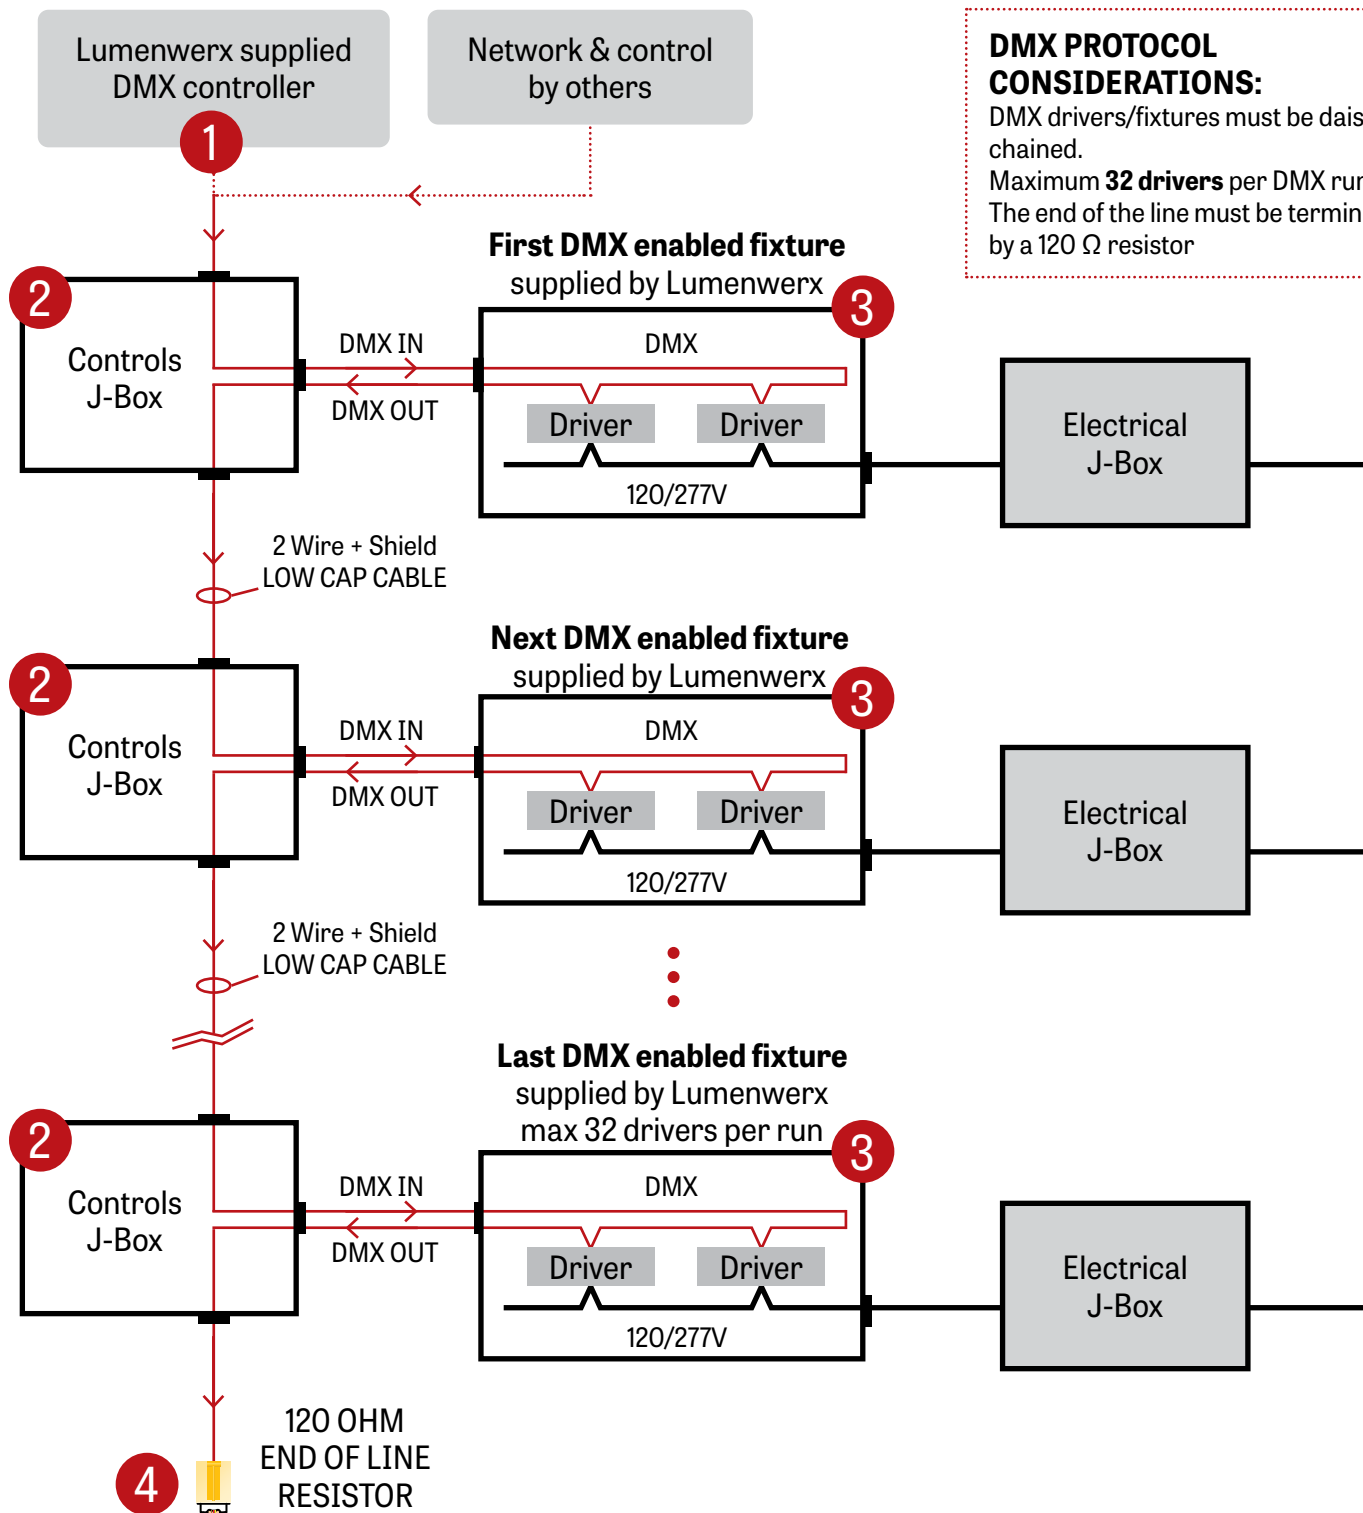 Lumenwerx supplied
DMX controller
1
Network & control
by others
DMX PROTOCOL
CONSIDERATIONS:
DMX drivers/fixtures must be dais
chained.
Maximum 32 drivers per DMX run
The end of the line must be termin
by a 120 Ω resistor
First DMX enabled fixture
supplied by Lumenwerx
2
3
Controls
J-Box
DMX IN
DMX OUT
DMX
Driver
Driver
120/277V
Electrical
J-Box
2 Wire + Shield
LOW CAP CABLE
Next DMX enabled fixture
supplied by Lumenwerx
2
3
Controls
J-Box
DMX IN
DMX OUT
DMX
Driver
Driver
120/277V
Electrical
J-Box
2 Wire + Shield
LOW CAP CABLE
Last DMX enabled fixture
supplied by Lumenwerx
max 32 drivers per run
2
3
Controls
J-Box
DMX IN
DMX OUT
DMX
Driver
Driver
120/277V
Electrical
J-Box
4
120 OHM
END OF LINE
RESISTOR